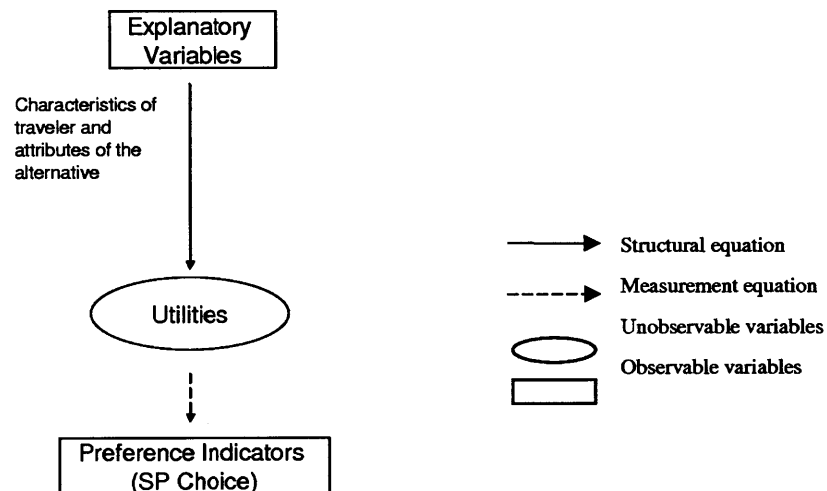 Explanatory
Variables
Characteristics of
traveler and
attributes of the
alternative
Utilities
Preference Indicators
(SP Choice)
Structural equation
Measurement equation
Unobservable variables
Observable variables